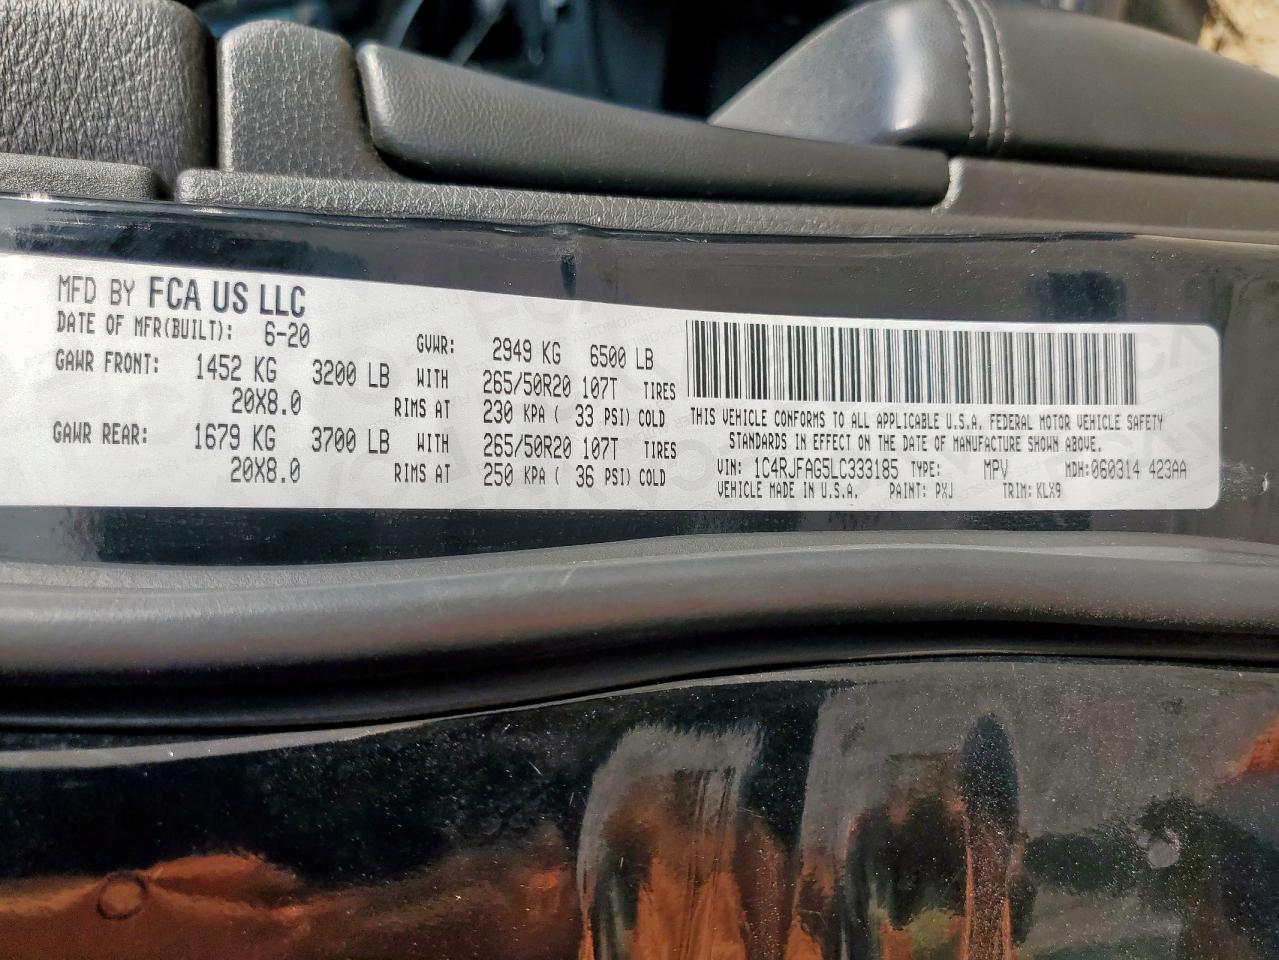 MFD BY FCA US LLC
DATE OF MFR(BUILT): 6-20 GVWR: 2949 KG 6500 LB
GAWR FRONT: 1452 KG 3200 LB WITH 265/50R20 107T TIRES
20X8.0 RIMS AT 230 KPA ( 33 PSI) COLD
GAWR REAR: 1679 KG 3700 LB WITH 265/50R20 107T TIRES
20X8.0 RIMS AT 250 KPA ( 36 PSI) COLD
THIS VEHICLE CONFORMS TO ALL APPLICABLE U.S.A. FEDERAL MOTOR VEHICLE SAFETY
STANDARDS IN EFFECT ON THE DATE OF MANUFACTURE SHOWN ABOVE.
VIN: 1C4RJFAG5LC333185 TYPE: MPV MDH:060314 423AA
VEHICLE MADE IN U.S.A. PAINT: PXJ TRIM: KLX9